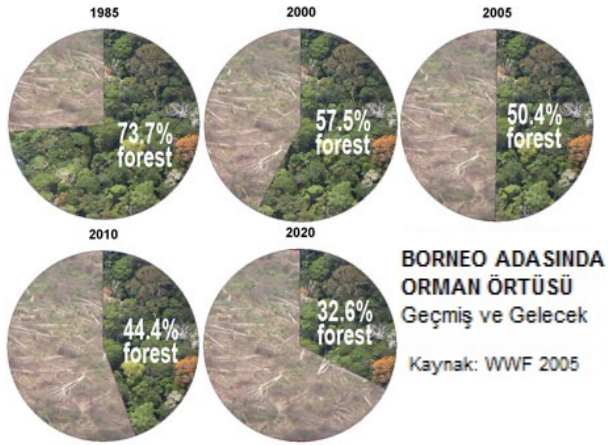 1985
73.7%
forest
2000
57.5%
forest
2005
50.4%
forest
2010
44.4%
forest
2020
32.6%
forest
BORNEO ADASINDA
ORMAN ÖRTÜSÜ
Geçmiş ve Gelecek
Kaynak: WWF 2005